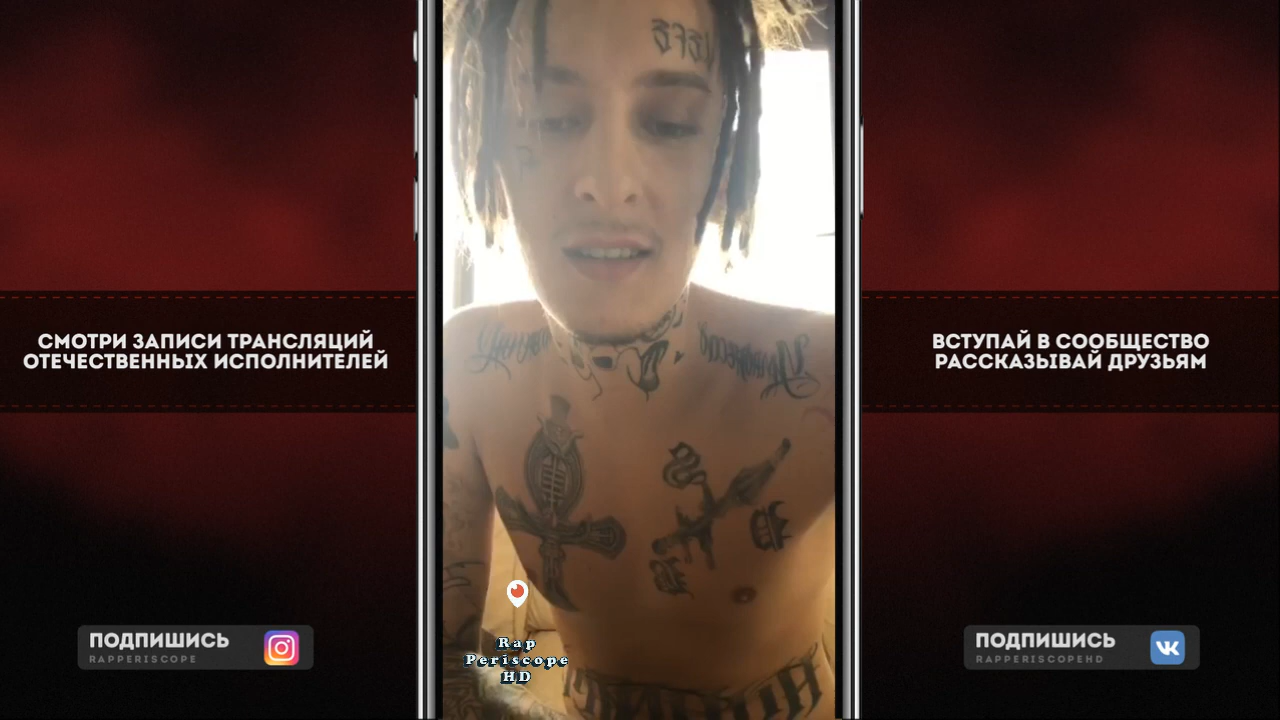 СМОТРИ ЗАПИСИ ТРАНСЛЯЦИЙ
ОТЕЧЕСТВЕННЫХ ИСПОЛНИТЕЛЕЙ
ВСТУПАЙ В СООБЩЕСТВО
РАССКАЗЫВАЙ ДРУЗЬЯМ
Rap
Periscope
HD
ПОДПИШИСЬ
RAPPERISCOPE
ПОДПИШИСЬ
RAPPERISCOPEHD